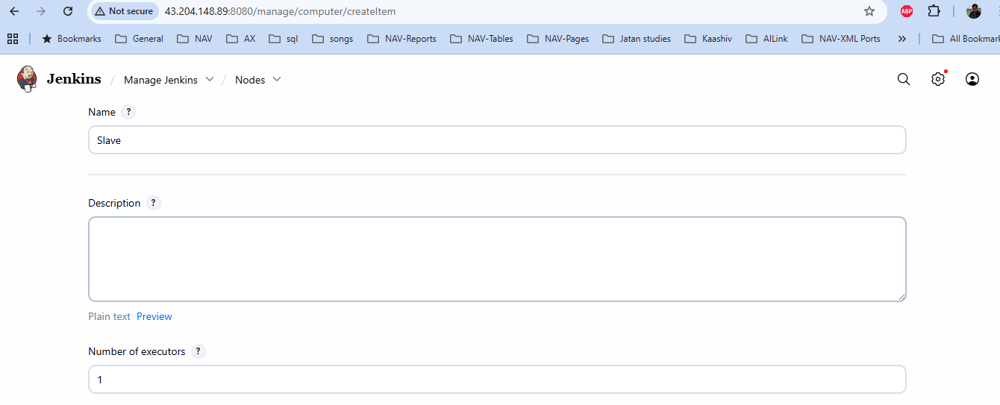 Not secure 43.204.148.89:8080/manage/computer/createItem ABP
Bookmarks General NAV AX sql songs NAV-Reports NAV-Tables NAV-Pages Jatan studies Kaashiv AILink NAV-XML Ports » All Bookmark
Jenkins / Manage Jenkins / Nodes
Name ?
Slave
Description ?
Plain text Preview
Number of executors ?
1